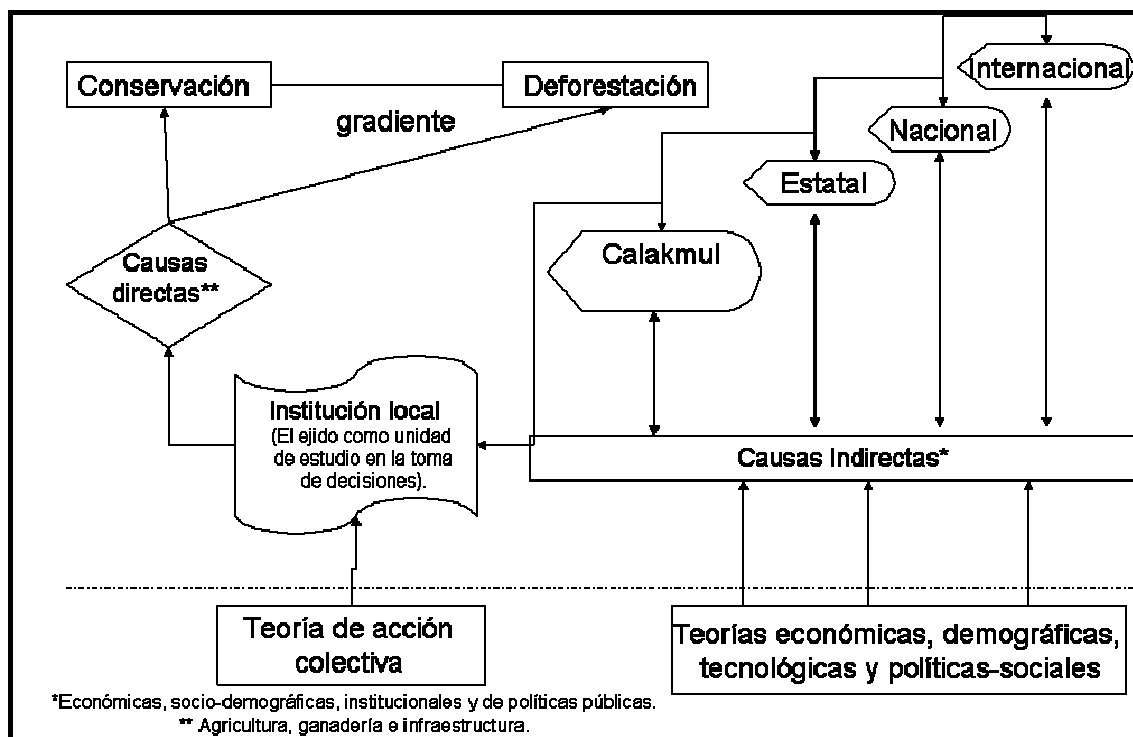 Internacional
Conservación
Deforestación
gradiente
Nacional
Estatal
Calakmul
Causas
directas**
Institución local
(El ejido como unidad
de estudio en la toma
de decisiones).
Causas Indirectas*
Teoría de acción
colectiva
Teorías económicas, demográficas,
tecnológicas y políticas-sociales
*Económicas, socio-demográficas, institucionales y de políticas públicas.
** Agricultura, ganadería e infraestructura.